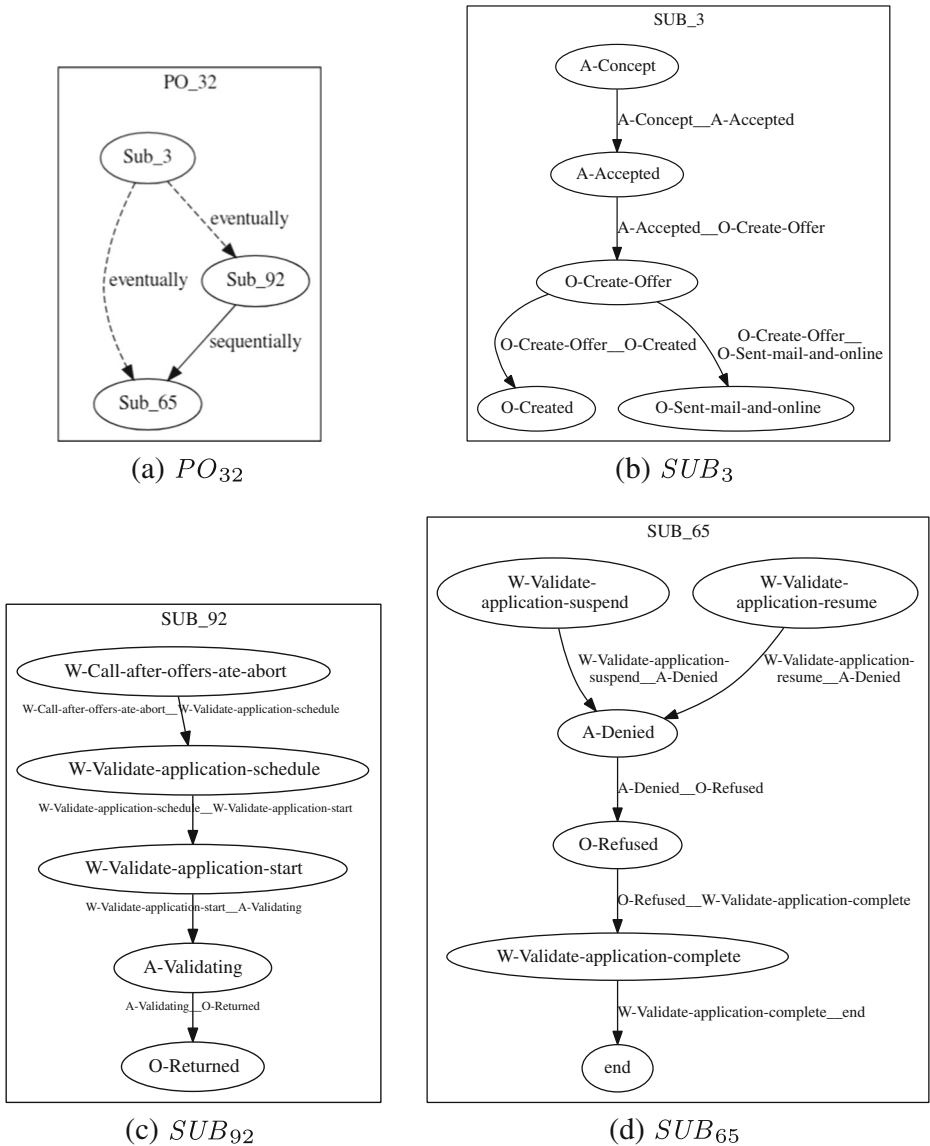 PO_32
Sub_3
eventually
Sub_92
eventually
sequentially
Sub_65
(a) PO32
SUB_3
A-Concept
A-Concept__A-Accepted
A-Accepted
A-Accepted__O-Create-Offer
O-Create-Offer
O-Create-Offer__O-Created
O-Create-Offer__
O-Sent-mail-and-online
O-Created
O-Sent-mail-and-online
(b) SUB3
SUB_92
W-Call-after-offers-ate-abort
W-Call-after-offers-ate-abort__W-Validate-application-schedule
W-Validate-application-schedule
W-Validate-application-schedule__W-Validate-application-start
W-Validate-application-start
W-Validate-application-start__A-Validating
A-Validating
A-Validating__O-Returned
O-Returned
(c) SUB92
SUB_65
W-Validate-
application-suspend
W-Validate-
application-resume
W-Validate-application-
suspend__A-Denied
W-Validate-application-
resume__A-Denied
A-Denied
A-Denied__O-Refused
O-Refused
O-Refused__W-Validate-application-complete
W-Validate-application-complete
W-Validate-application-complete__end
end
(d) SUB65